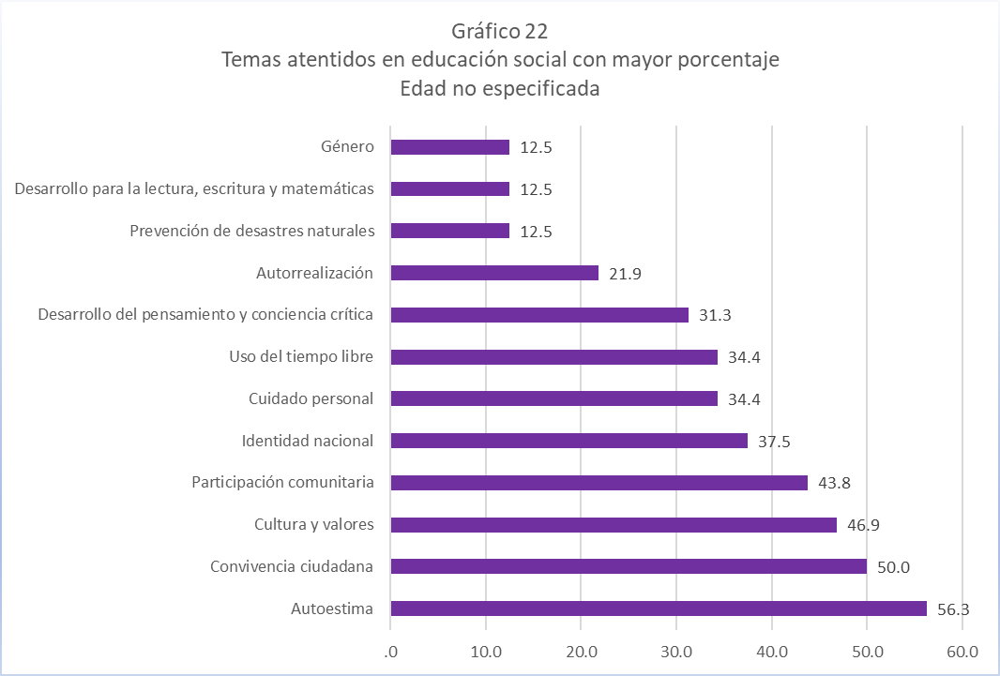 Gráfico 22
Temas atentidos en educación social con mayor porcentaje
Edad no especificada
Género 12.5
Desarrollo para la lectura, escritura y matemáticas 12.5
Prevención de desastres naturales 12.5
Autorrealización 21.9
Desarrollo del pensamiento y conciencia crítica 31.3
Uso del tiempo libre 34.4
Cuidado personal 34.4
Identidad nacional 37.5
Participación comunitaria 43.8
Cultura y valores 46.9
Convivencia ciudadana 50.0
Autoestima 56.3
.0 10.0 20.0 30.0 40.0 50.0 60.0